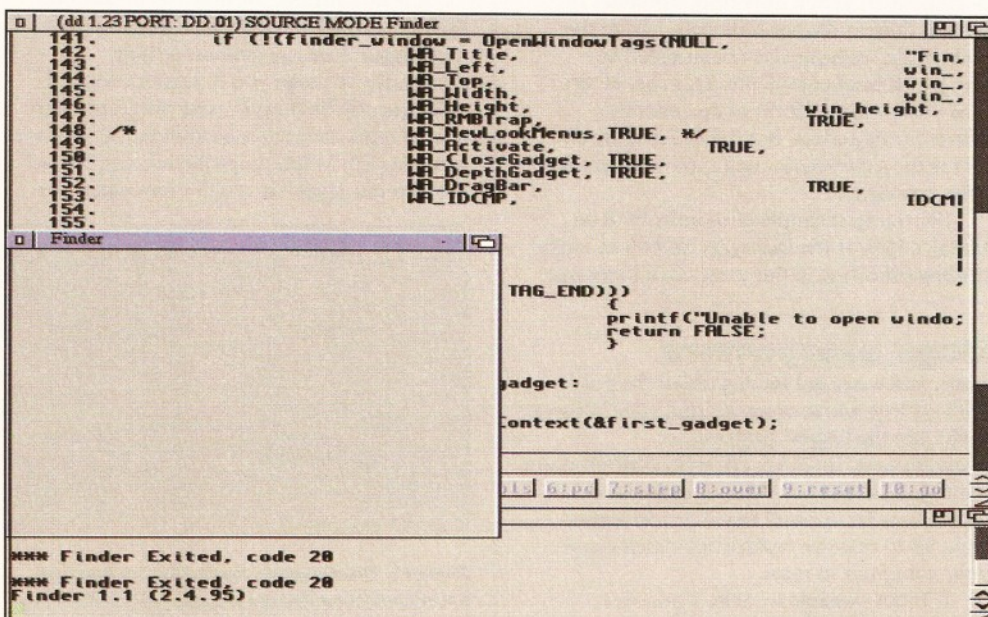 (dd 1.23 PORT: DD.01) SOURCE MODE Finder
141. if (!(finder_window = OpenWindowTags(NULL,
142. WA_Title, "Fin,
143. WA_Left, win_,
144. WA_Top, win_,
145. WA_Width, win_,
146. WA_Height, win_height,
147. WA_RMBTrap, TRUE,
148. /* WA_NewLookMenus,TRUE, */
149. WA_Activate, TRUE,
150. WA_CloseGadget, TRUE,
151. WA_DepthGadget, TRUE,
152. WA_DragBar, TRUE,
153. WA_IDCMP, IDCM
154.
155.
Finder
TAG_END)))
{
printf("Unable to open windo;
return FALSE;
}
gadget:
Context(&first_gadget);
6:pc 7:step 8:over 9:reset 10:go
*** Finder Exited, code 20
*** Finder Exited, code 20
Finder 1.1 (2.4.95)